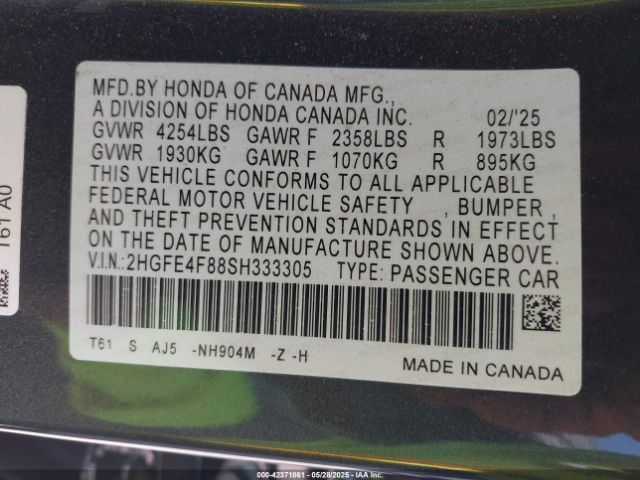 MFD.BY HONDA OF CANADA MFG.,
A DIVISION OF HONDA CANADA INC. 02/'25
GVWR 4254LBS GAWR F 2358LBS R 1973LBS
GVWR 1930KG GAWR F 1070KG R 895KG
THIS VEHICLE CONFORMS TO ALL APPLICABLE
FEDERAL MOTOR VEHICLE SAFETY , BUMPER ,
AND THEFT PREVENTION STANDARDS IN EFFECT
ON THE DATE OF MANUFACTURE SHOWN ABOVE.
V.I.N.:2HGFE4F88SH333305 TYPE: PASSENGER CAR
T61 S AJ5 -NH904M -Z -H
MADE IN CANADA
T61 A0
000-42371861 | 05/28/2025 | IAA Inc.